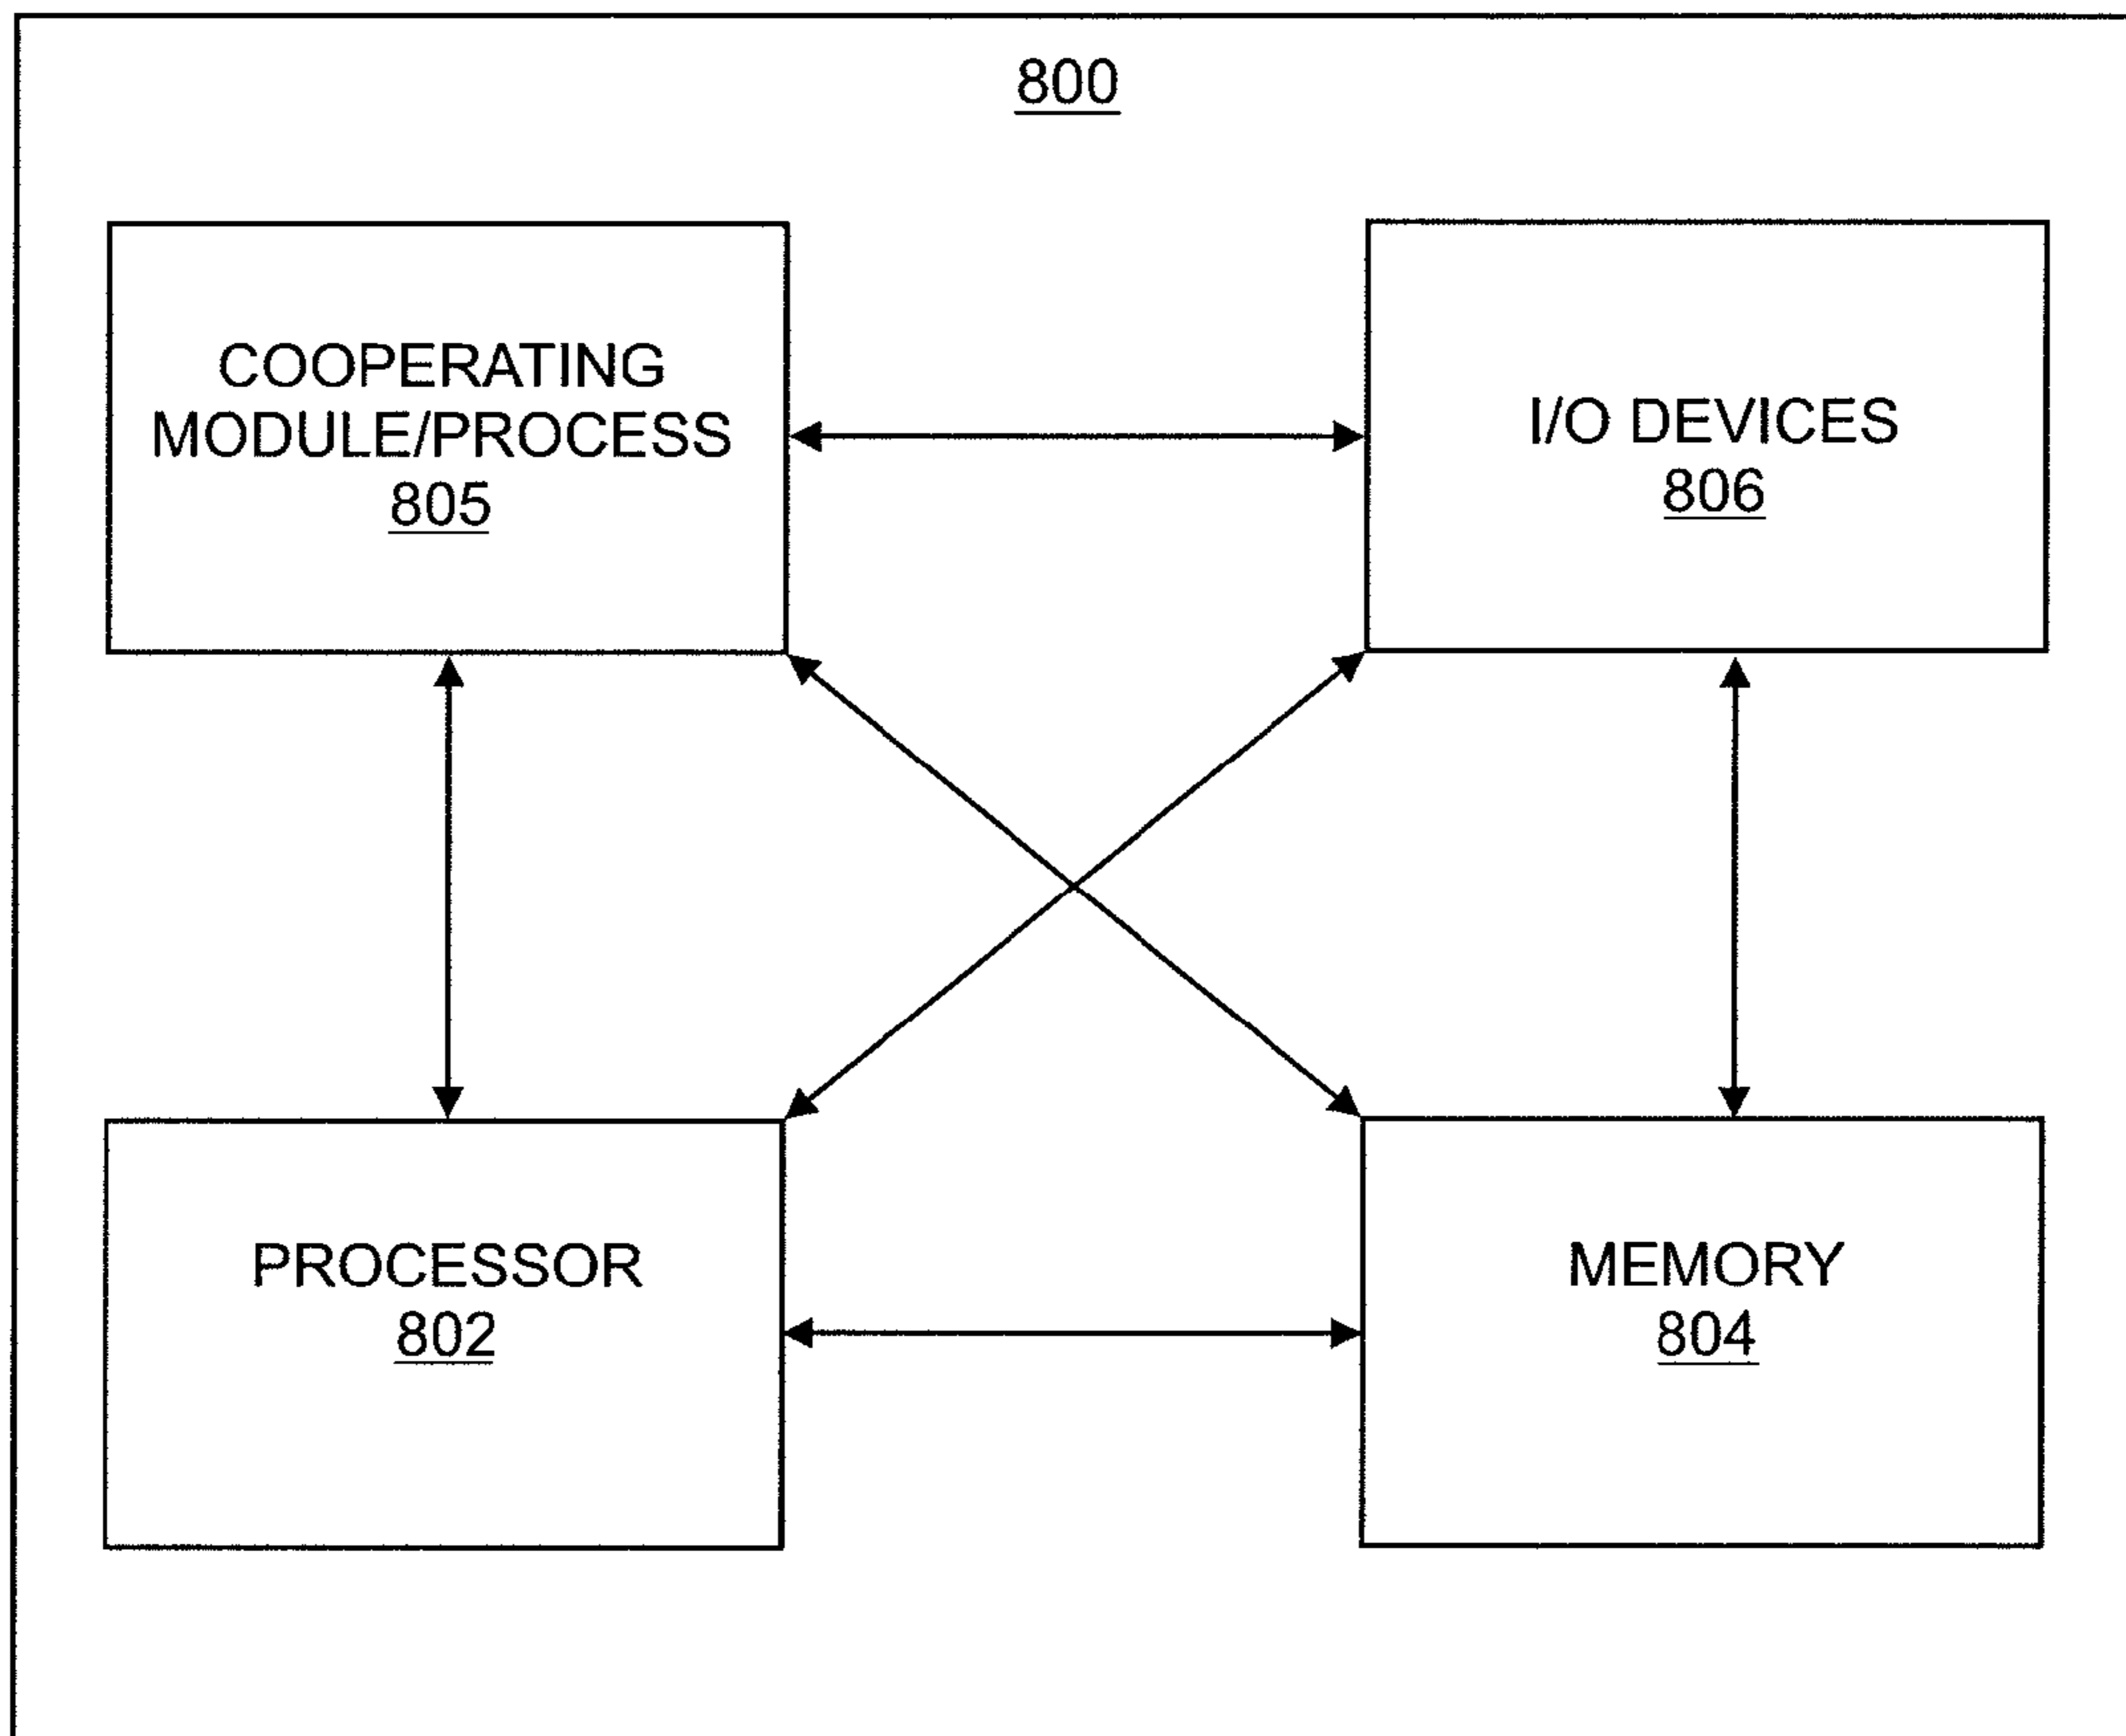 800
COOPERATING
MODULE/PROCESS
805
I/O DEVICES
806
PROCESSOR
802
MEMORY
804